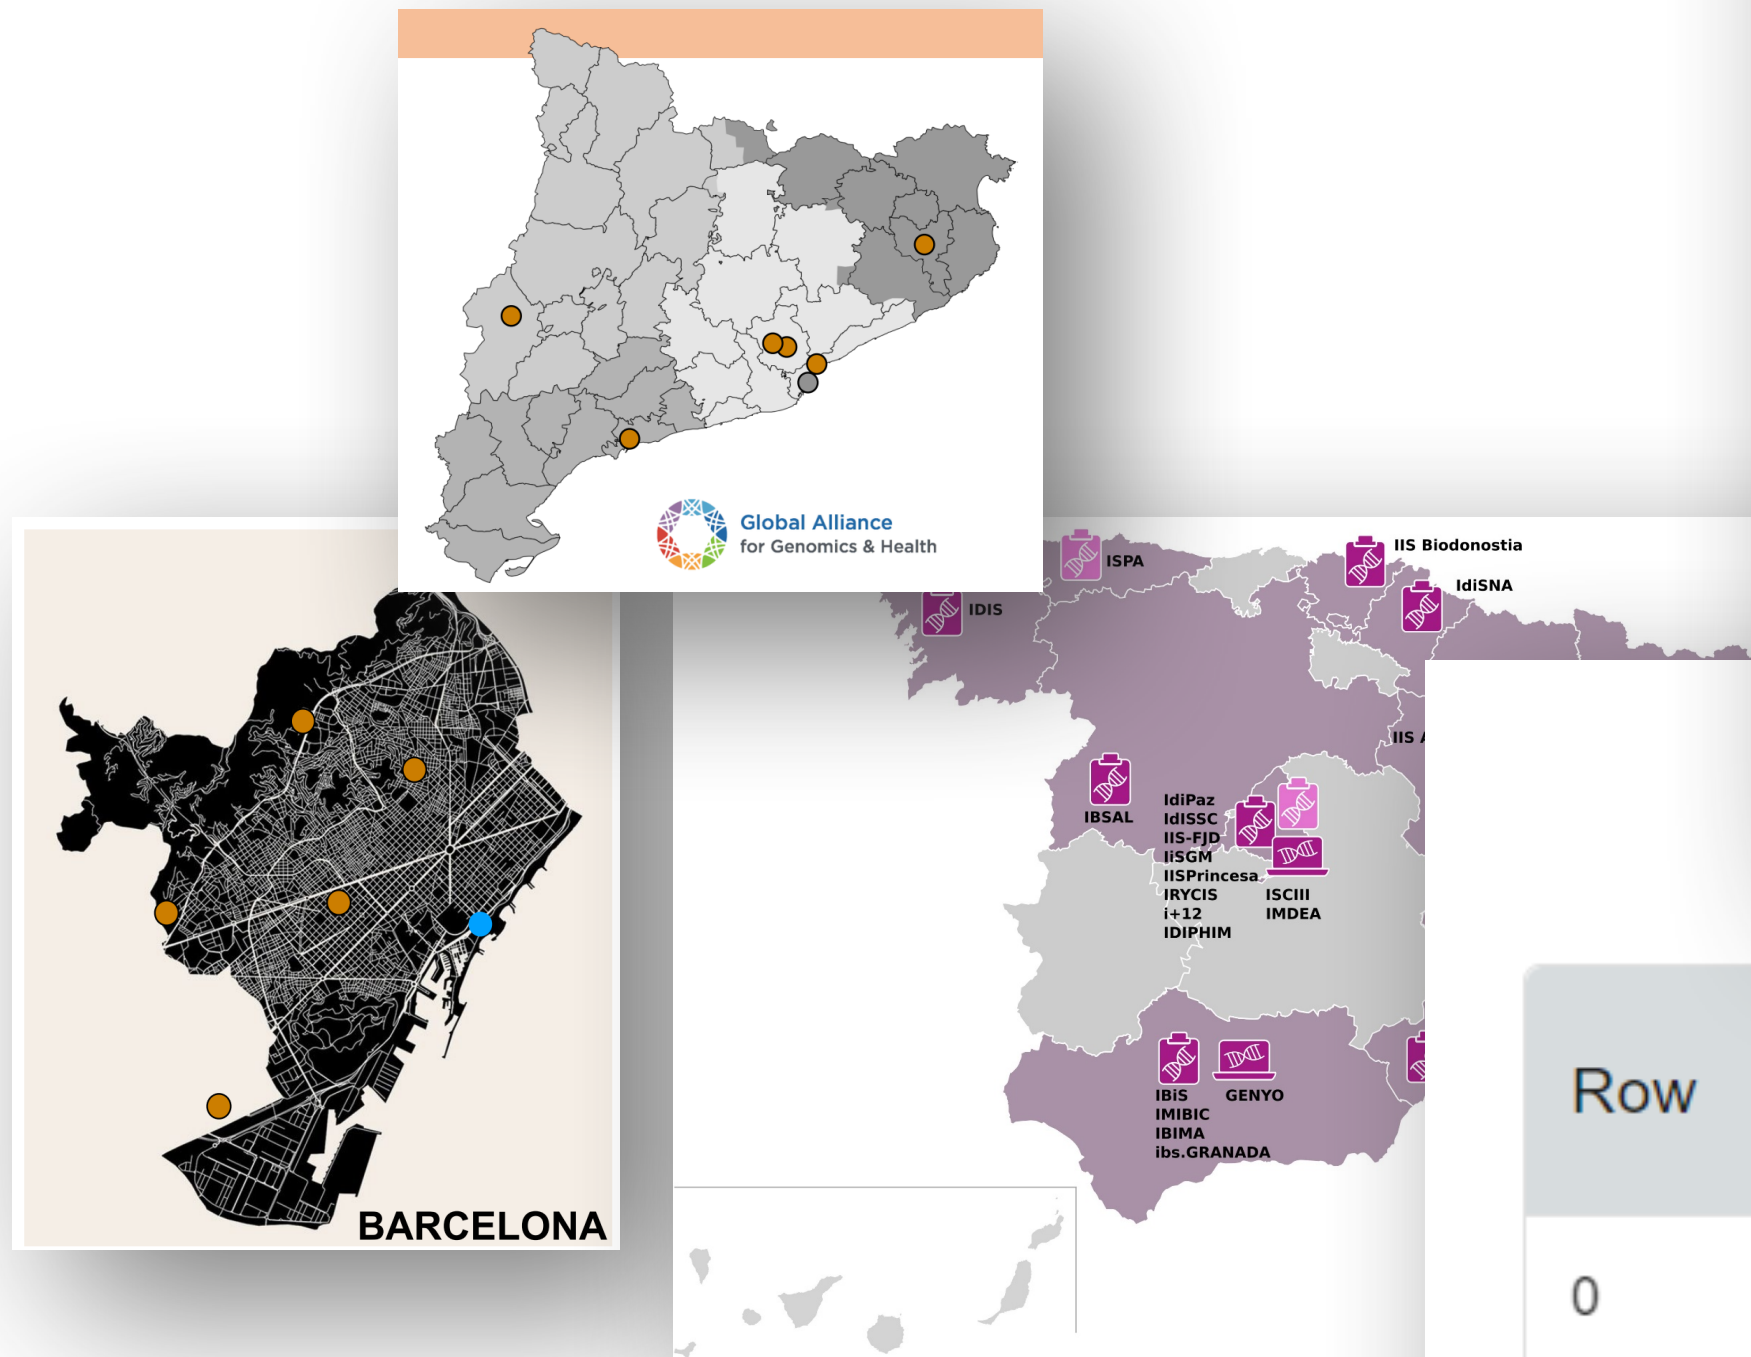 Global Alliance
for Genomics & Health
ISPA
IIS Biodonostia
IdiSNA
IDIS
IIS
IBSAL
IdiPaz
IdISSC
IIS-FJD
IiSGM
IISPrincesa
IRYCIS
i+12
IDIPHIM
ISCIII
IMDEA
IBiS
IMIBIC
IBIMA
ibs.GRANADA
GENYO
BARCELONA
Row
0